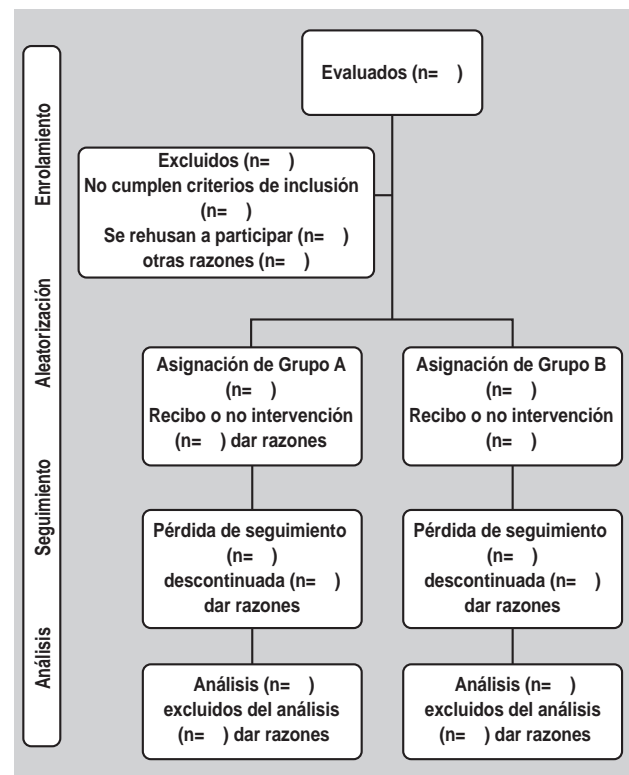 Enrolamiento
Aleatorización
Seguimiento
Análisis
Evaluados (n=   )
Excluidos (n=   )
No cumplen criterios de inclusión
(n=   )
Se rehusan a participar (n=   )
otras razones (n=   )
Asignación de Grupo A
(n=   )
Recibo o no intervención
(n=   ) dar razones
Asignación de Grupo B
(n=   )
Recibo o no intervención
(n=   )
Pérdida de seguimiento
(n=   )
descontinuada (n=   )
dar razones
Pérdida de seguimiento
(n=   )
descontinuada (n=   )
dar razones
Análisis (n=   )
excluidos del análisis
(n=   ) dar razones
Análisis (n=   )
excluidos del análisis
(n=   ) dar razones